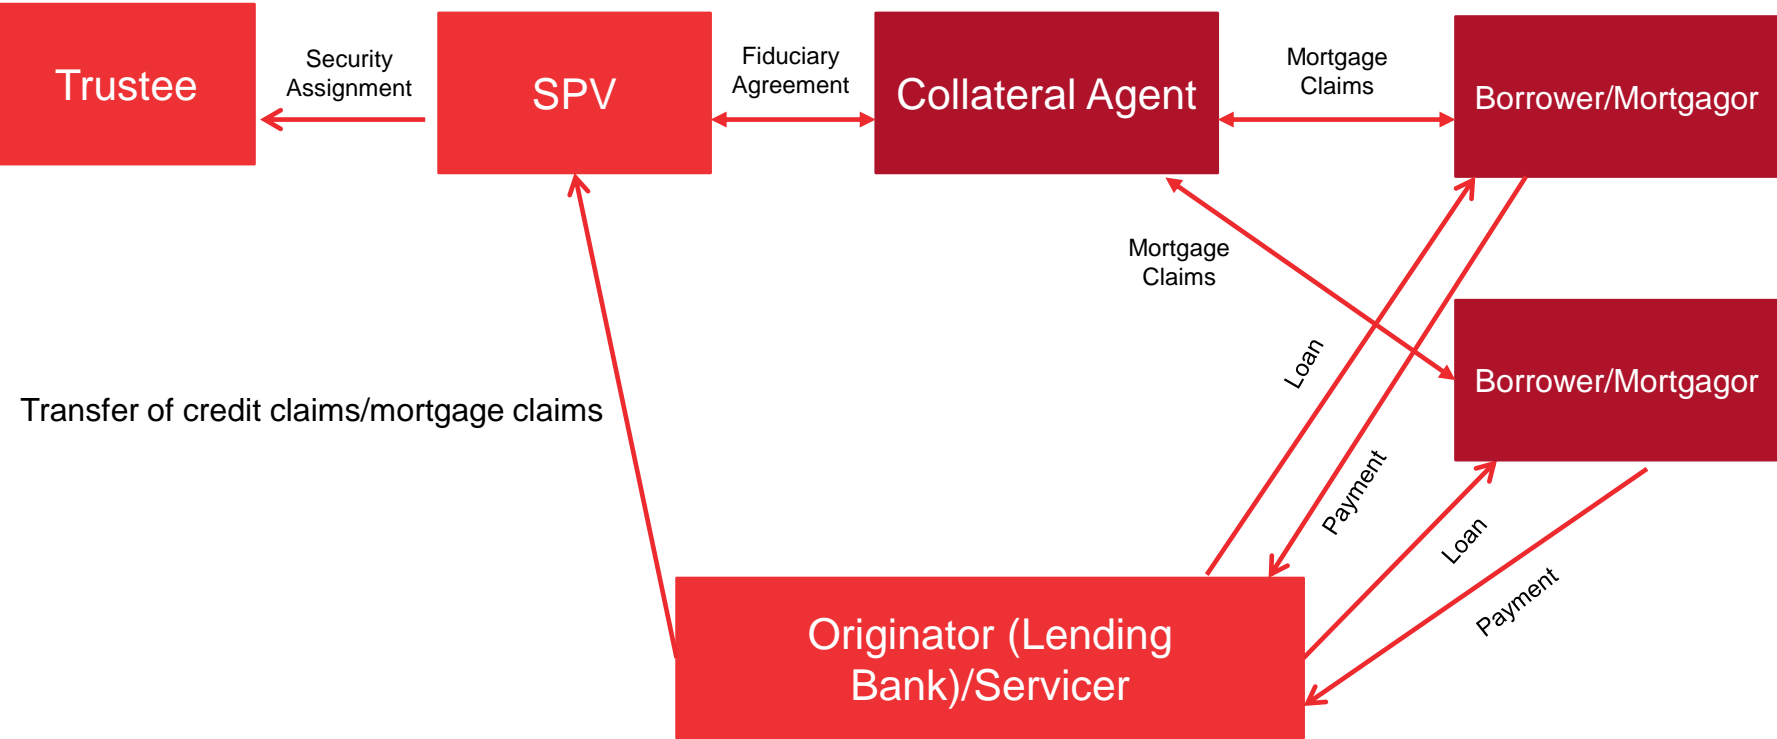 Trustee
Security
Assignment
SPV
Fiduciary
Agreement
Collateral Agent
Mortgage
Claims
Borrower/Mortgagor
Mortgage
Claims
Loan
Borrower/Mortgagor
Transfer of credit claims/mortgage claims
Payment
Loan
Payment
Originator (Lending
Bank)/Servicer